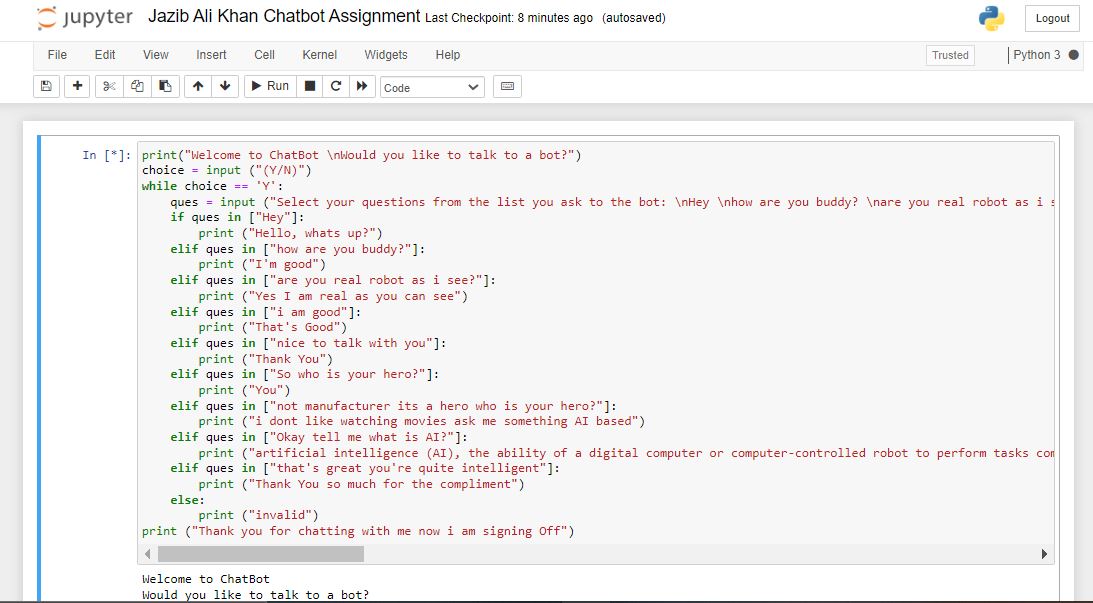 jupyter Jazib Ali Khan Chatbot Assignment Last Checkpoint: 8 minutes ago (autosaved) Logout
File Edit View Insert Cell Kernel Widgets Help Trusted Python 3
Run Code
In [*]: print("Welcome to ChatBot \nWould you like to talk to a bot?")
choice = input ("(Y/N)")
while choice == 'Y':
    ques = input ("Select your questions from the list you ask to the bot: \nHey \nhow are you buddy? \nare you real robot as i s
    if ques in ["Hey"]:
        print ("Hello, whats up?")
    elif ques in ["how are you buddy?"]:
        print ("I'm good")
    elif ques in ["are you real robot as i see?"]:
        print ("Yes I am real as you can see")
    elif ques in ["i am good"]:
        print ("That's Good")
    elif ques in ["nice to talk with you"]:
        print ("Thank You")
    elif ques in ["So who is your hero?"]:
        print ("You")
    elif ques in ["not manufacturer its a hero who is your hero?"]:
        print ("i dont like watching movies ask me something AI based")
    elif ques in ["Okay tell me what is AI?"]:
        print ("artificial intelligence (AI), the ability of a digital computer or computer-controlled robot to perform tasks com
    elif ques in ["that's great you're quite intelligent"]:
        print ("Thank You so much for the compliment")
    else:
        print ("invalid")
print ("Thank you for chatting with me now i am signing Off")
Welcome to ChatBot
Would you like to talk to a bot?